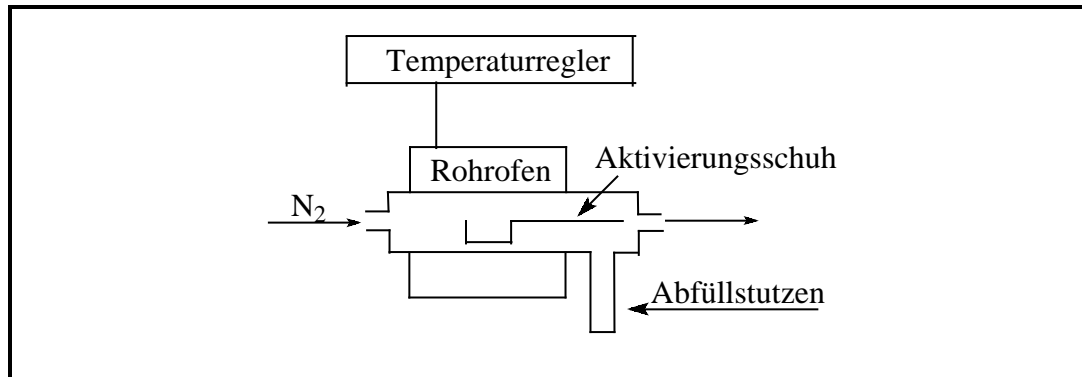 Temperaturregler
Rohrofen
Aktivierungsschuh
N₂
Abfüllstutzen